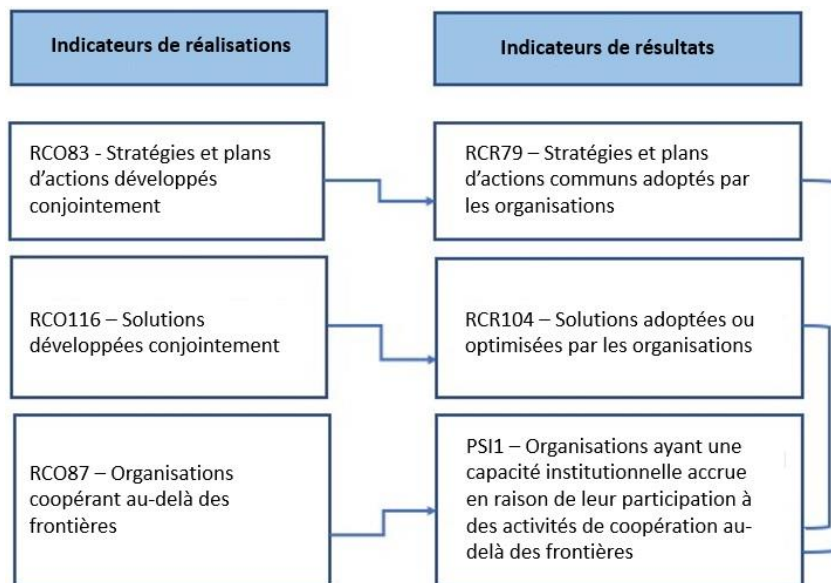 Indicateurs de réalisations
Indicateurs de résultats
RCO83 - Stratégies et plans
d’actions développés
conjointement
RCR79 – Stratégies et plans
d’actions communs adoptés par
les organisations
RCO116 – Solutions
développées conjointement
RCR104 – Solutions adoptées ou
optimisées par les organisations
RCO87 – Organisations
coopérant au-delà des
frontières
PSI1 – Organisations ayant une
capacité institutionnelle accrue
en raison de leur participation à
des activités de coopération au-
delà des frontières